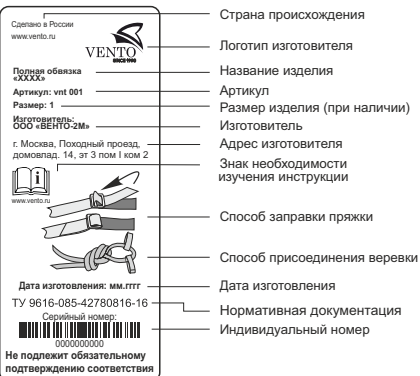 Сделано в России
www.vento.ru
VENTO
SINCE 1990
Полная обвязка
«XXXX»
Артикул: vnt 001
Размер: 1
Изготовитель:
ООО «ВЕНТО-2М»
г. Москва, Походный проезд,
домовлад. 14, эт 3 пом I ком 2
i
www.vento.ru
Дата изготовления: мм.гггг
ТУ 9616-085-42780816-16
Серийный номер:
0000000000
Не подлежит обязательному
подтверждению соответствия
Страна происхождения
Логотип изготовителя
Название изделия
Артикул
Размер изделия (при наличии)
Изготовитель
Адрес изготовителя
Знак необходимости
изучения инструкции
Способ заправки пряжки
Способ присоединения веревки
Дата изготовления
Нормативная документация
Индивидуальный номер